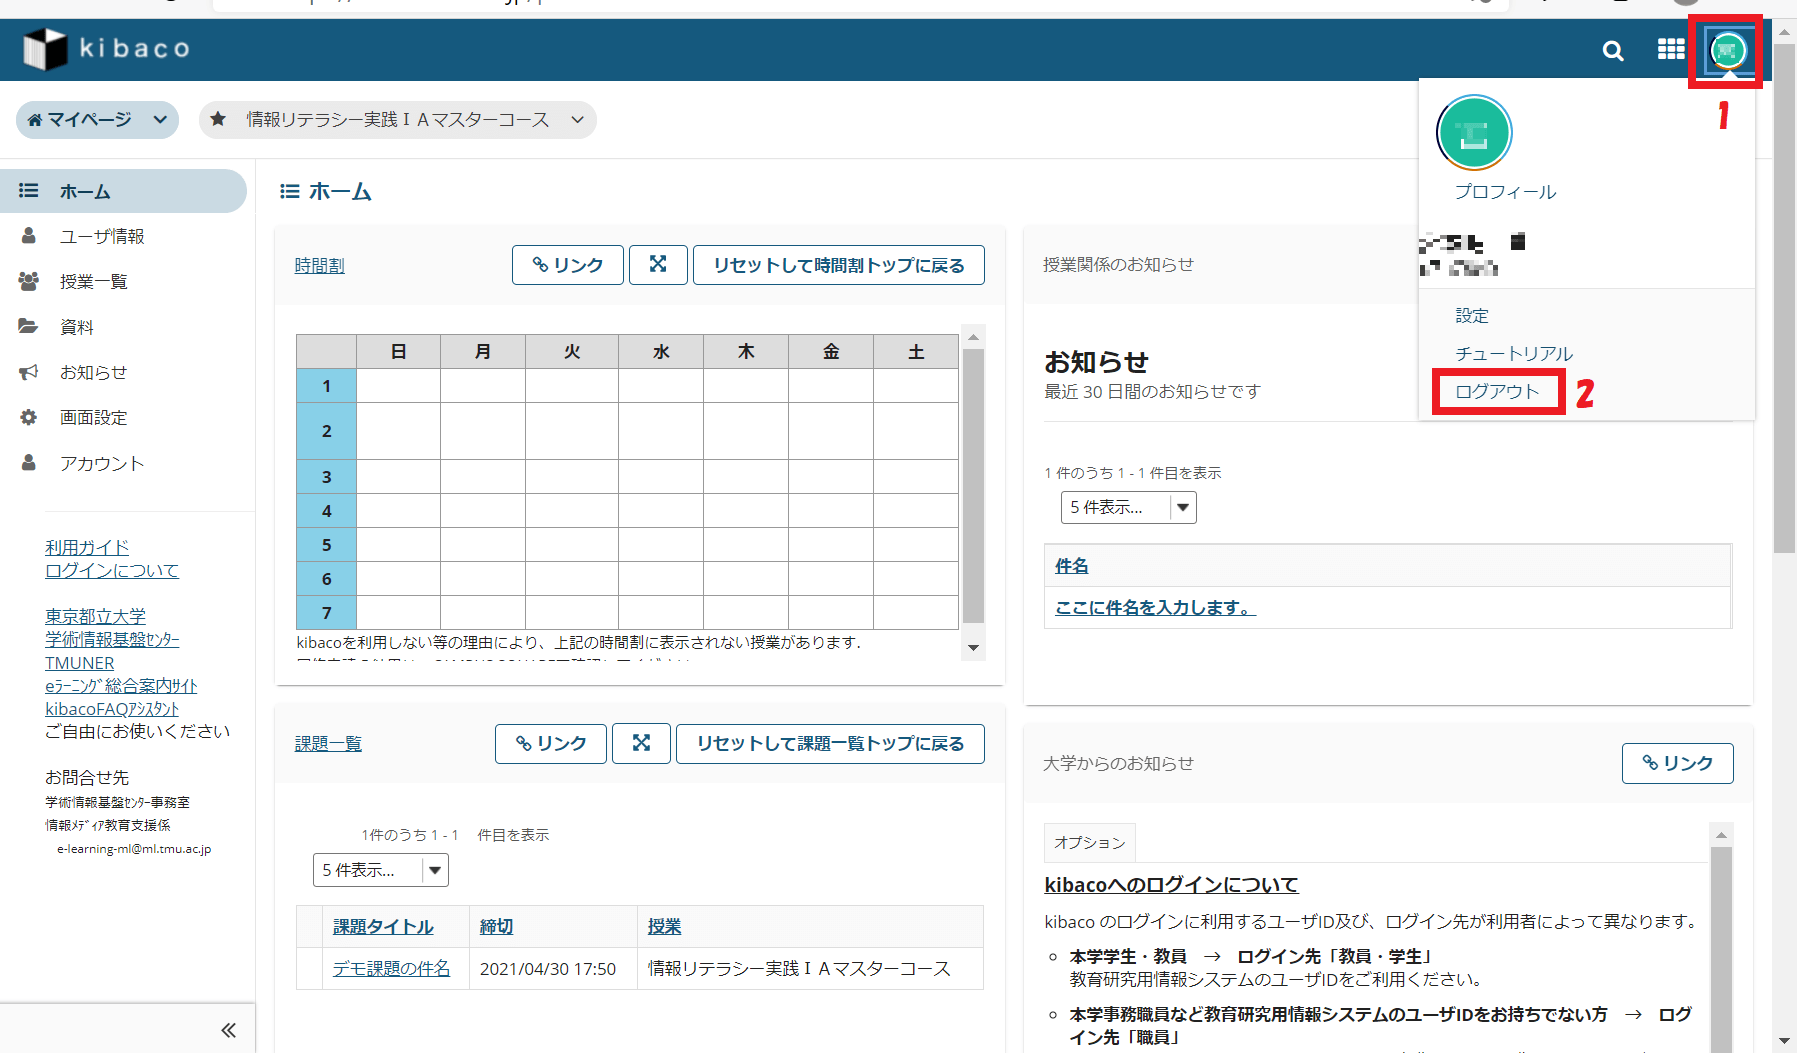 kibaco
1
マイページ
情報リテラシー実践ⅠAマスターコース
プロフィール
設定
チュートリアル
ログアウト
2
ホーム
ユーザ情報
授業一覧
資料
お知らせ
画面設定
アカウント
利用ガイド
ログインについて
東京都立大学
学術情報基盤ｾﾝﾀｰ
TMUNER
eﾗｰﾆﾝｸﾞ総合案内ｻｲﾄ
kibacoFAQｱｼｽﾀﾝﾄ
ご自由にお使いください
お問合せ先
学術情報基盤ｾﾝﾀｰ事務室
情報ﾒﾃﾞｨｱ教育支援係
e-learning-ml@ml.tmu.ac.jp
ホーム
時間割
リンク
リセットして時間割トップに戻る
日 月 火 水 木 金 土
1
2
3
4
5
6
7
kibacoを利用しない等の理由により、上記の時間割に表示されない授業があります.
課題一覧
リンク
リセットして課題一覧トップに戻る
1件のうち 1 - 1 件目を表示
5 件表示...
課題タイトル 締切 授業
デモ課題の件名 2021/04/30 17:50 情報リテラシー実践ⅠAマスターコース
授業関係のお知らせ
お知らせ
最近 30 日間のお知らせです
1 件のうち 1 - 1 件目を表示
5 件表示...
件名
ここに件名を入力します。
大学からのお知らせ
リンク
オプション
kibacoへのログインについて
kibaco のログインに利用するユーザID及び、ログイン先が利用者によって異なります。
本学学生・教員 → ログイン先「教員・学生」
教育研究用情報システムのユーザIDをご利用ください。
本学事務職員など教育研究用情報システムのユーザIDをお持ちでない方 → ログ
イン先「職員」